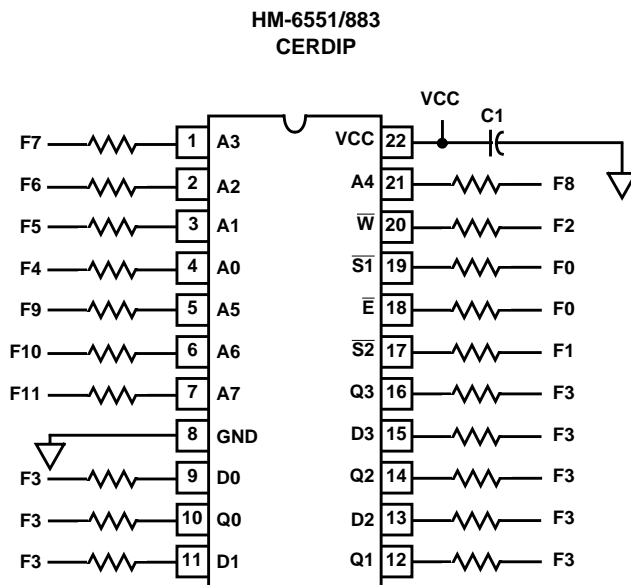 HM-6551/883
CERDIP
VCC
C1
F7 1 A3 VCC 22
F6 2 A2 A4 21 F8
F5 3 A1 W̅ 20 F2
F4 4 A0 S̅1̅ 19 F0
F9 5 A5 E̅ 18 F0
F10 6 A6 S̅2̅ 17 F1
F11 7 A7 Q3 16 F3
8 GND D3 15 F3
F3 9 D0 Q2 14 F3
F3 10 Q0 D2 13 F3
F3 11 D1 Q1 12 F3